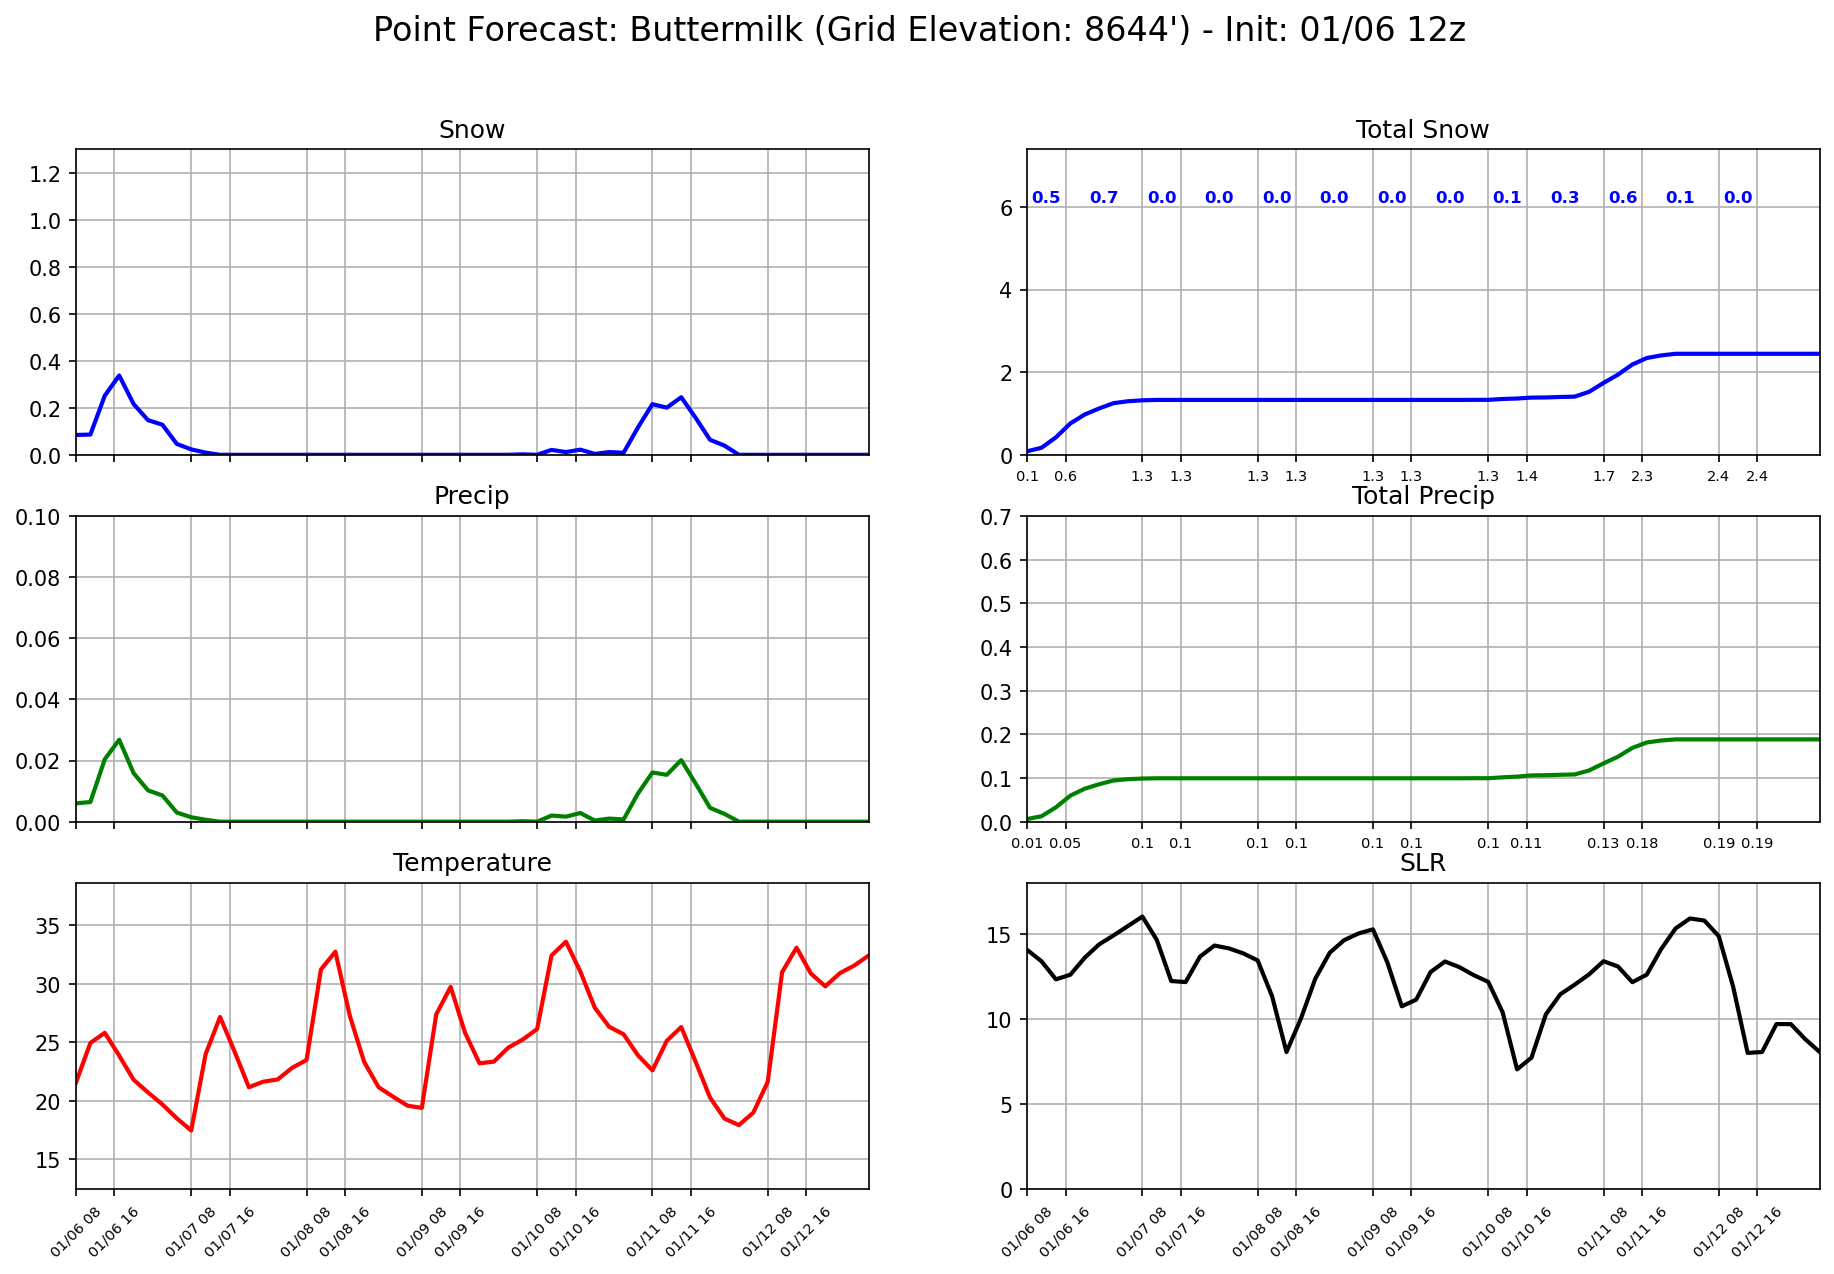 Point Forecast: Buttermilk (Grid Elevation: 8644') - Init: 01/06 12z
Snow
1.2
1.0
0.8
0.6
0.4
0.2
0.0
Total Snow
0.5 0.7 0.0 0.0 0.0 0.0 0.0 0.0 0.1 0.3 0.6 0.1 0.0
6
4
2
0
0.1 0.6 1.3 1.3 1.3 1.3 1.3 1.3 1.3 1.4 1.7 2.3 2.4 2.4
Precip
0.10
0.08
0.06
0.04
0.02
0.00
Total Precip
0.7
0.6
0.5
0.4
0.3
0.2
0.1
0.0
0.01 0.05 0.1 0.1 0.1 0.1 0.1 0.1 0.1 0.11 0.13 0.18 0.19 0.19
Temperature
35
30
25
20
15
01/06 08 01/06 16 01/07 08 01/07 16 01/08 08 01/08 16 01/09 08 01/09 16 01/10 08 01/10 16 01/11 08 01/11 16 01/12 08 01/12 16
SLR
15
10
5
0
01/06 08 01/06 16 01/07 08 01/07 16 01/08 08 01/08 16 01/09 08 01/09 16 01/10 08 01/10 16 01/11 08 01/11 16 01/12 08 01/12 16